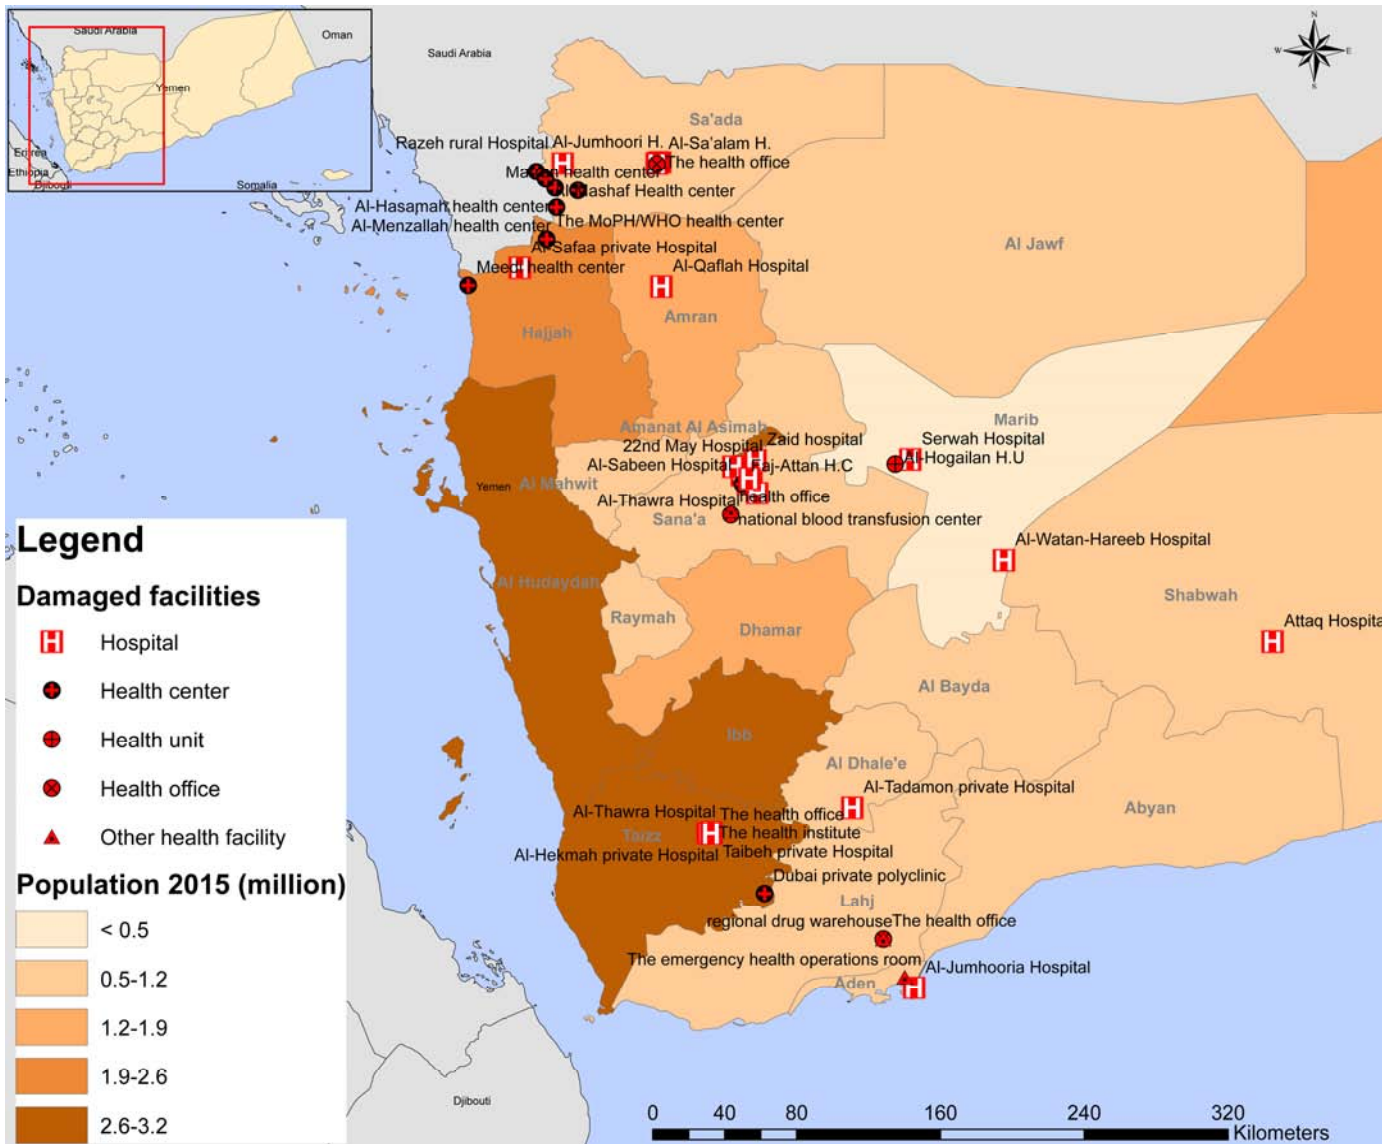 Saudi Arabia
Oman
Yemen
Eritrea
Ethiopia
Djibouti
Somalia
Saudi Arabia
N
W
E
S
Sa'ada
Razeh rural Hospital
Al-Jumhoori H.
Al-Sa'alam H.
The health office
health center
Health center
Al-Hasamah health center
Al-Menzallah health center
The MoPH/WHO health center
Al-Safaa private Hospital
Meedi health center
Al-Qaflah Hospital
Al Jawf
Amran
Hajjah
Marib
Amanat Al Asimah
22nd May Hospital
Zaid hospital
Serwah Hospital
Al-Hogailan H.U
Al-Sabeen Hospital
Faj-Attan H.C
Al Mahwit
Yemen
Al-Thawra Hospital
health office
Sana'a
national blood transfusion center
Al-Watan-Hareeb Hospital
Al Hudaydah
Shabwah
Raymah
Dhamar
Attaq Hospita
Al Bayda
Ibb
Al Dhale'e
Al-Tadamon private Hospital
Abyan
Al-Thawra Hospital
The health office
Taizz
The health institute
Al-Hekmah private Hospital
Taibeh private Hospital
Dubai private polyclinic
Lahj
regional drug warehouse
The health office
The emergency health operations room
Al-Jumhooria Hospital
Aden
Djibouti
Legend
Damaged facilities
H Hospital
Health center
Health unit
Health office
Other health facility
Population 2015 (million)
< 0.5
0.5-1.2
1.2-1.9
1.9-2.6
2.6-3.2
0 40 80 160 240 320
Kilometers